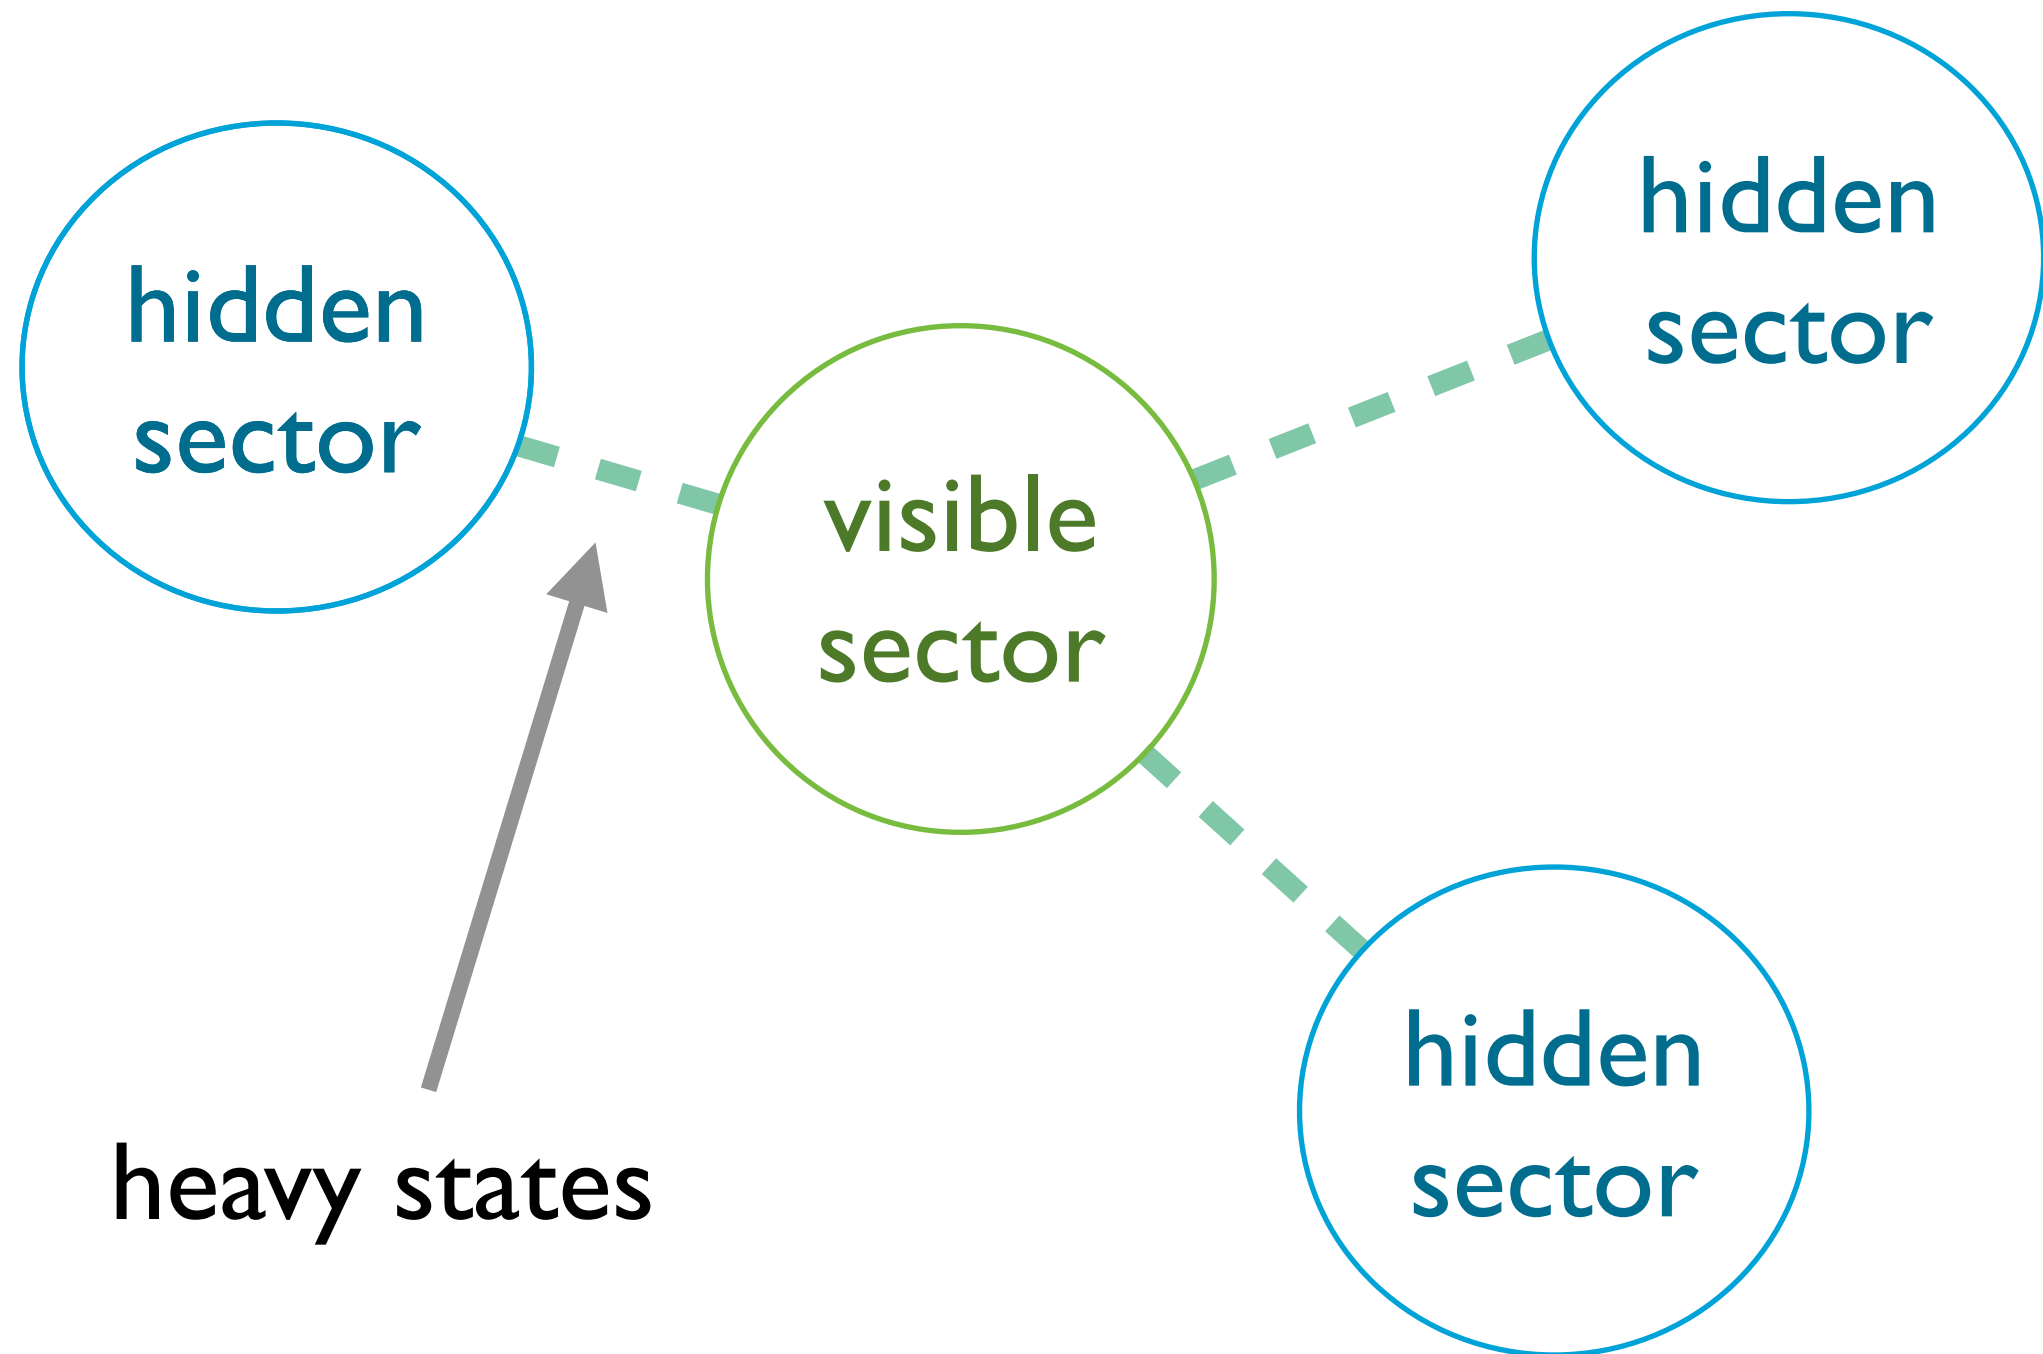 hidden
sector
hidden
sector
visible
sector
hidden
sector
heavy states